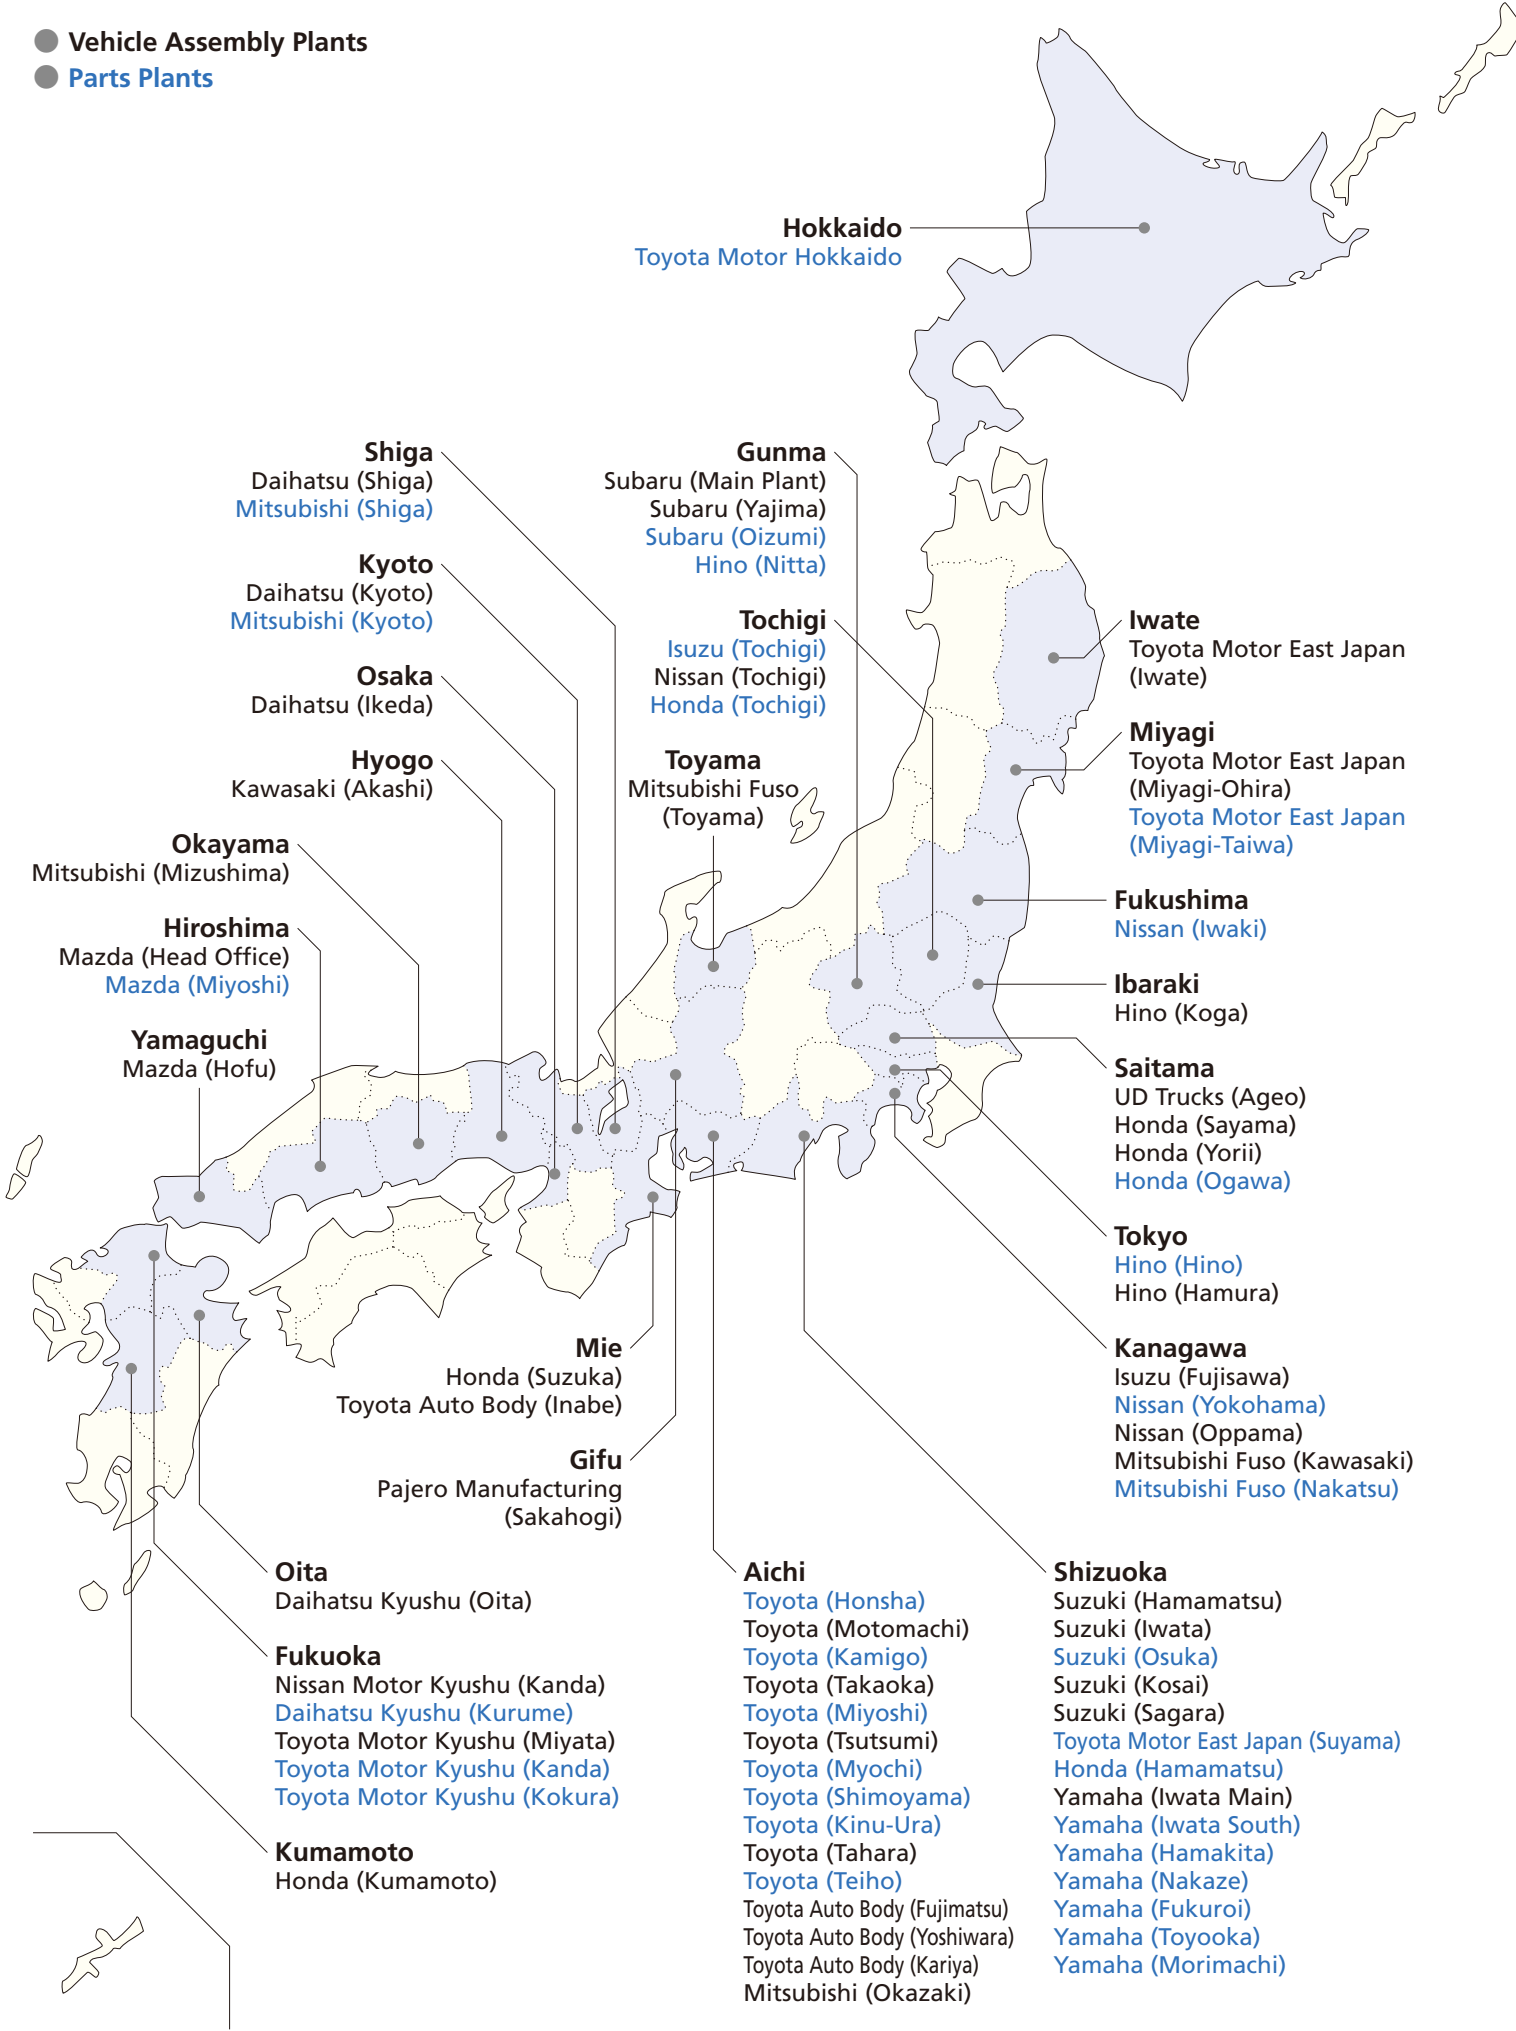 Vehicle Assembly Plants
Parts Plants
Hokkaido
Toyota Motor Hokkaido
Shiga
Daihatsu (Shiga)
Mitsubishi (Shiga)
Kyoto
Daihatsu (Kyoto)
Mitsubishi (Kyoto)
Osaka
Daihatsu (Ikeda)
Hyogo
Kawasaki (Akashi)
Okayama
Mitsubishi (Mizushima)
Hiroshima
Mazda (Head Office)
Mazda (Miyoshi)
Yamaguchi
Mazda (Hofu)
Gunma
Subaru (Main Plant)
Subaru (Yajima)
Subaru (Oizumi)
Hino (Nitta)
Tochigi
Isuzu (Tochigi)
Nissan (Tochigi)
Honda (Tochigi)
Toyama
Mitsubishi Fuso
(Toyama)
Iwate
Toyota Motor East Japan
(Iwate)
Miyagi
Toyota Motor East Japan
(Miyagi-Ohira)
Toyota Motor East Japan
(Miyagi-Taiwa)
Fukushima
Nissan (Iwaki)
Ibaraki
Hino (Koga)
Saitama
UD Trucks (Ageo)
Honda (Sayama)
Honda (Yorii)
Honda (Ogawa)
Tokyo
Hino (Hino)
Hino (Hamura)
Kanagawa
Isuzu (Fujisawa)
Nissan (Yokohama)
Nissan (Oppama)
Mitsubishi Fuso (Kawasaki)
Mitsubishi Fuso (Nakatsu)
Mie
Honda (Suzuka)
Toyota Auto Body (Inabe)
Gifu
Pajero Manufacturing
(Sakahogi)
Oita
Daihatsu Kyushu (Oita)
Fukuoka
Nissan Motor Kyushu (Kanda)
Daihatsu Kyushu (Kurume)
Toyota Motor Kyushu (Miyata)
Toyota Motor Kyushu (Kanda)
Toyota Motor Kyushu (Kokura)
Kumamoto
Honda (Kumamoto)
Aichi
Toyota (Honsha)
Toyota (Motomachi)
Toyota (Kamigo)
Toyota (Takaoka)
Toyota (Miyoshi)
Toyota (Tsutsumi)
Toyota (Myochi)
Toyota (Shimoyama)
Toyota (Kinu-Ura)
Toyota (Tahara)
Toyota (Teiho)
Toyota Auto Body (Fujimatsu)
Toyota Auto Body (Yoshiwara)
Toyota Auto Body (Kariya)
Mitsubishi (Okazaki)
Shizuoka
Suzuki (Hamamatsu)
Suzuki (Iwata)
Suzuki (Osuka)
Suzuki (Kosai)
Suzuki (Sagara)
Toyota Motor East Japan (Suyama)
Honda (Hamamatsu)
Yamaha (Iwata Main)
Yamaha (Iwata South)
Yamaha (Hamakita)
Yamaha (Nakaze)
Yamaha (Fukuroi)
Yamaha (Toyooka)
Yamaha (Morimachi)